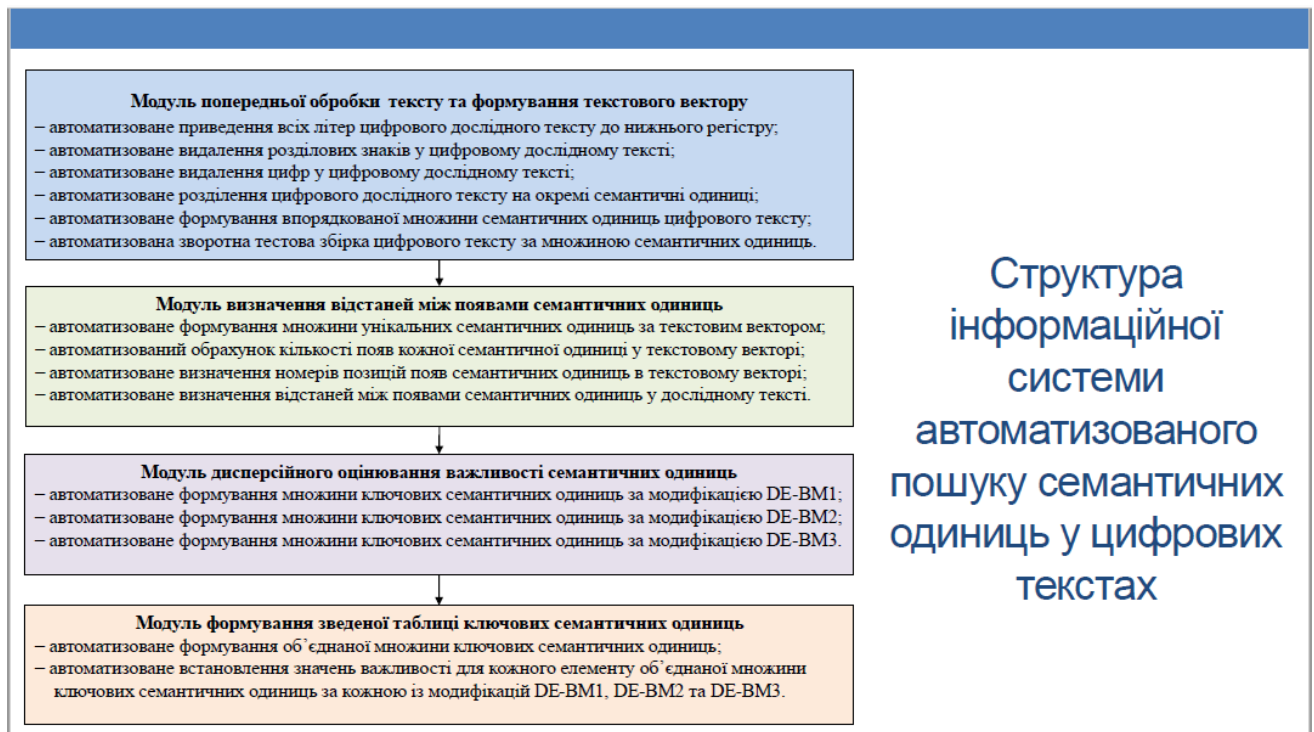 Модуль попередньої обробки тексту та формування текстового вектору
– автоматизоване приведення всіх літер цифрового дослідного тексту до нижнього регістру;
– автоматизоване видалення розділових знаків у цифровому дослідному тексті;
– автоматизоване видалення цифр у цифровому дослідному тексті;
– автоматизоване розділення цифрового дослідного тексту на окремі семантичні одиниці;
– автоматизоване формування впорядкованої множини семантичних одиниць цифрового тексту;
– автоматизована зворотна тестова збірка цифрового тексту за множиною семантичних одиниць.
Модуль визначення відстаней між появами семантичних одиниць
– автоматизоване формування множини унікальних семантичних одиниць за текстовим вектором;
– автоматизований обрахунок кількості появ кожної семантичної одиниці у текстовому векторі;
– автоматизоване визначення номерів позицій появ семантичних одиниць в текстовому векторі;
– автоматизоване визначення відстаней між появами семантичних одиниць у дослідному тексті.
Модуль дисперсійного оцінювання важливості семантичних одиниць
– автоматизоване формування множини ключових семантичних одиниць за модифікацією DE-BM1;
– автоматизоване формування множини ключових семантичних одиниць за модифікацією DE-BM2;
– автоматизоване формування множини ключових семантичних одиниць за модифікацією DE-BM3.
Модуль формування зведеної таблиці ключових семантичних одиниць
– автоматизоване формування об’єднаної множини ключових семантичних одиниць;
– автоматизоване встановлення значень важливості для кожного елементу об’єднаної множини
ключових семантичних одиниць за кожною із модифікацій DE-BM1, DE-BM2 та DE-BM3.
Структура
інформаційної
системи
автоматизованого
пошуку семантичних
одиниць у цифрових
текстах